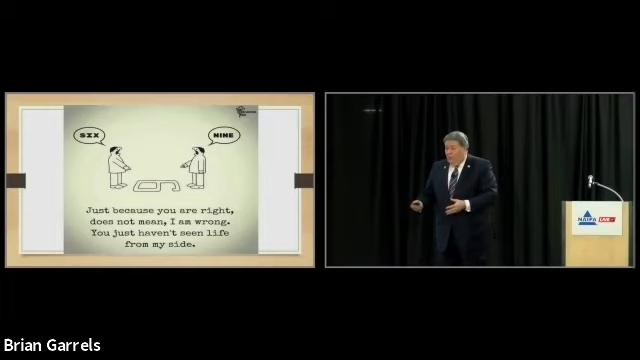 SIX
NINE
Just because you are right,
does not mean, I am wrong.
You just haven't seen life
from my side.
NAIFA LIVE
Brian Garrels